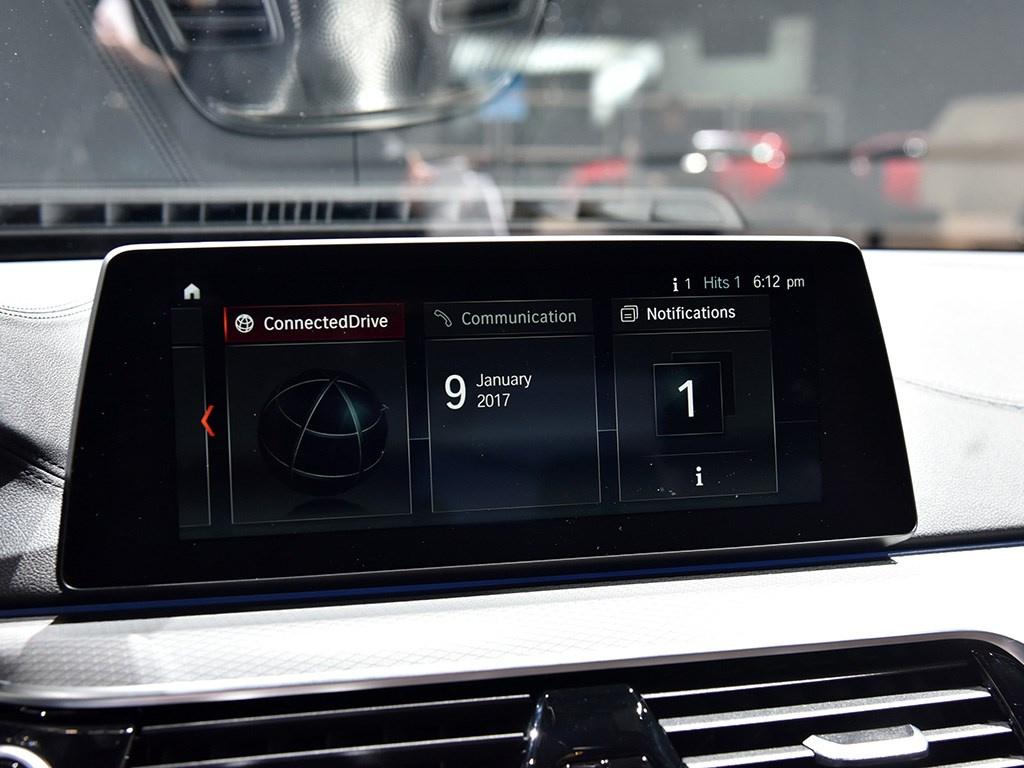 i 1 Hits 1 6:12 pm
ConnectedDrive
Communication
Notifications
9 January
2017
1
i